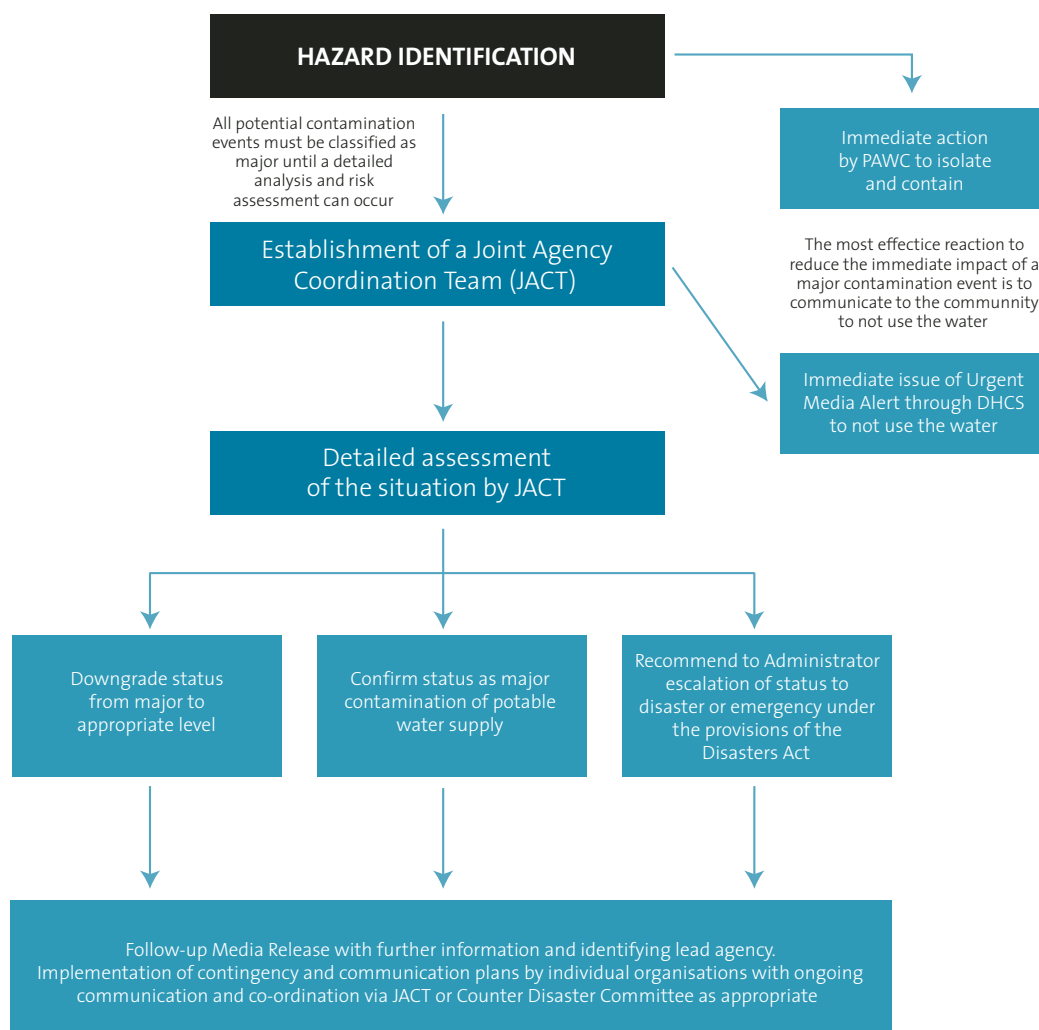 HAZARD IDENTIFICATION
All potential contamination
events must be classified as
major until a detailed
analysis and risk
assessment can occur
Immediate action
by PAWC to isolate
and contain
Establishment of a Joint Agency
Coordination Team (JACT)
The most effectice reaction to
reduce the immediate impact of a
major contamination event is to
communicate to the communnity
to not use the water
Immediate issue of Urgent
Media Alert through DHCS
to not use the water
Detailed assessment
of the situation by JACT
Downgrade status
from major to
appropriate level
Confirm status as major
contamination of potable
water supply
Recommend to Administrator
escalation of status to
disaster or emergency under
the provisions of the
Disasters Act
Follow-up Media Release with further information and identifying lead agency.
Implementation of contingency and communication plans by individual organisations with ongoing
communication and co-ordination via JACT or Counter Disaster Committee as appropriate